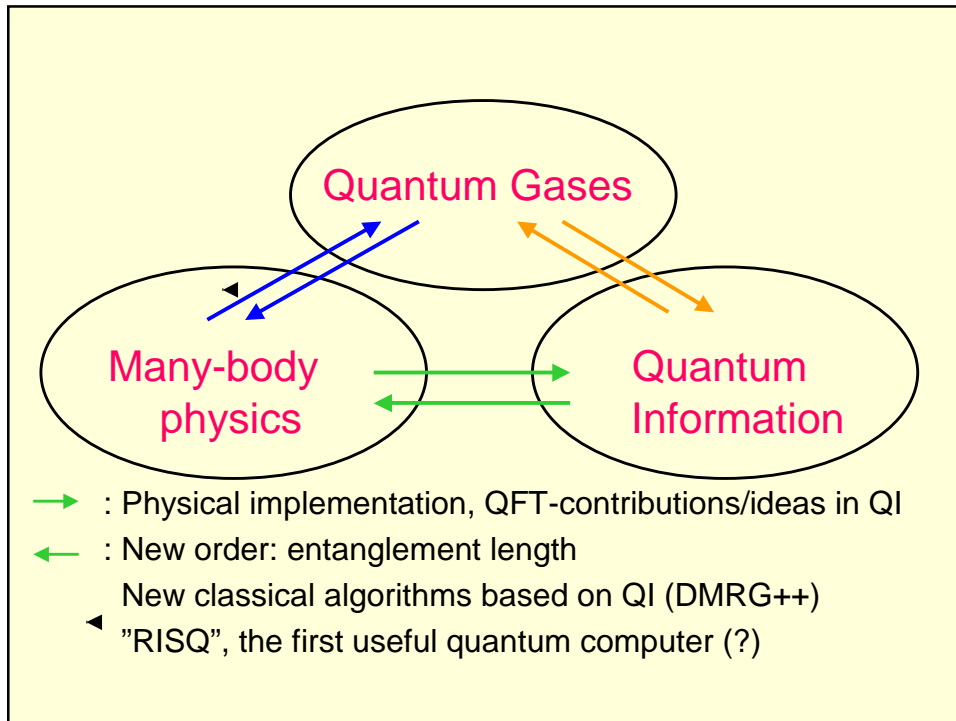 Quantum Gases
Many-body
physics
Quantum
Information
: Physical implementation, QFT-contributions/ideas in QI
: New order: entanglement length
New classical algorithms based on QI (DMRG++)
”RISQ”, the first useful quantum computer (?)